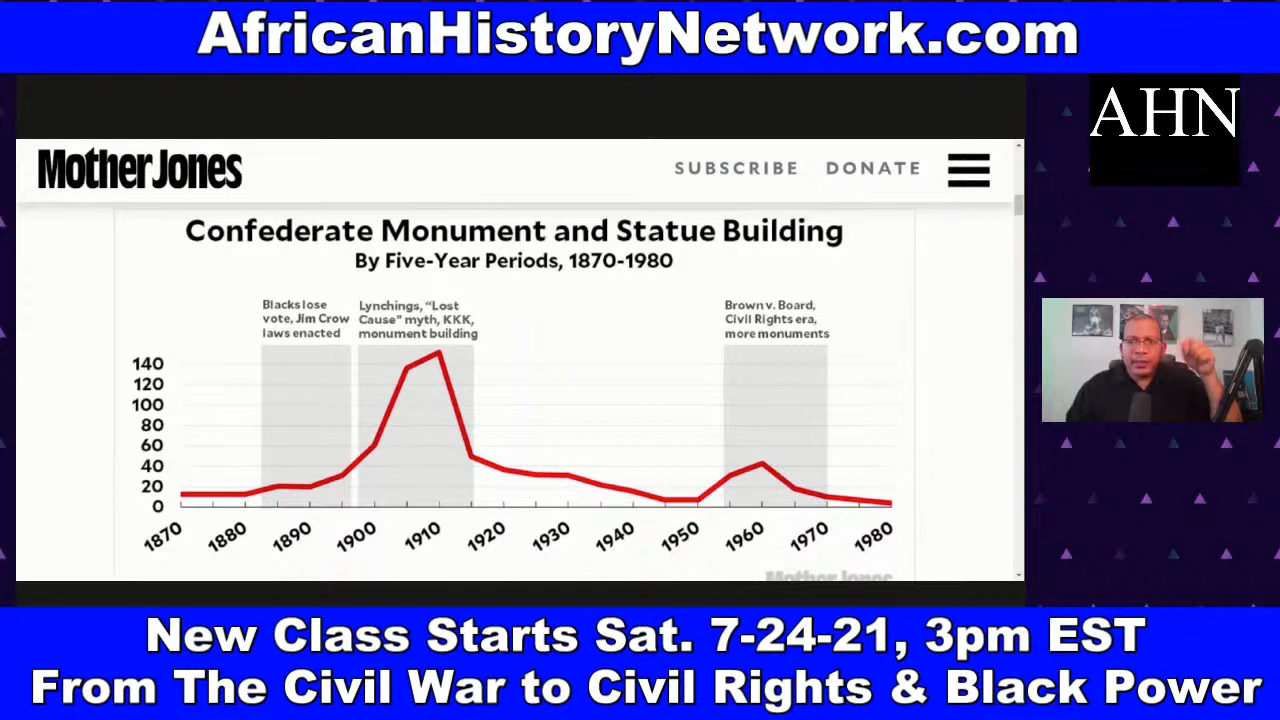 AfricanHistoryNetwork.com
AHN
Mother Jones
SUBSCRIBE DONATE
Confederate Monument and Statue Building
By Five-Year Periods, 1870-1980
Blacks lose
vote, Jim Crow
laws enacted
Lynchings, “Lost
Cause” myth, KKK,
monument building
Brown v. Board,
Civil Rights era,
more monuments
140
120
100
80
60
40
20
0
1870 1880 1890 1900 1910 1920 1930 1940 1950 1960 1970 1980
Mother Jones
New Class Starts Sat. 7-24-21, 3pm EST
From The Civil War to Civil Rights & Black Power